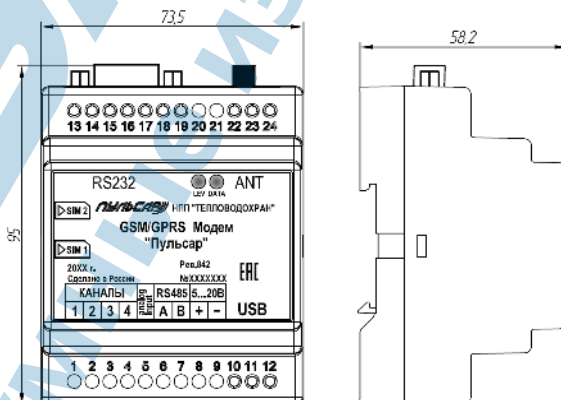 73,5
58,2
95
13 14 15 16 17 18 19 20 21 22 23 24
RS232 ANT
LEV DATA
SIM 2 ПУЛЬСАР НПП "ТЕПЛОВОДОХРАН"
GSM/GPRS Модем
"Пульсар"
SIM 1
20XX г. Рев.842
Сделано в России №XXXXXXX EAC
КАНАЛЫ analog input RS485 5...20В
1 2 3 4 A B + - USB
1 2 3 4 5 6 7 8 9 10 11 12